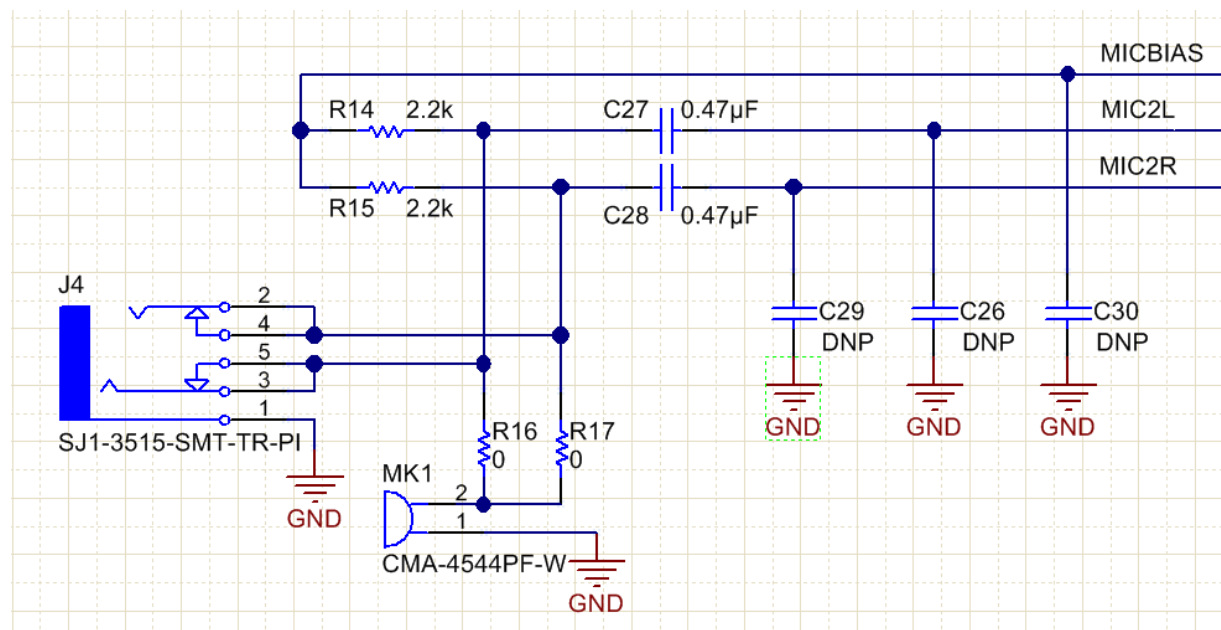 MICBIAS
R14 2.2k
C27 0.47µF
MIC2L
MIC2R
R15 2.2k
C28 0.47µF
J4
2
4
5
3
1
SJ1-3515-SMT-TR-PI
GND
C29
DNP
GND
C26
DNP
GND
C30
DNP
GND
R16
0
R17
0
MK1
2
1
CMA-4544PF-W
GND